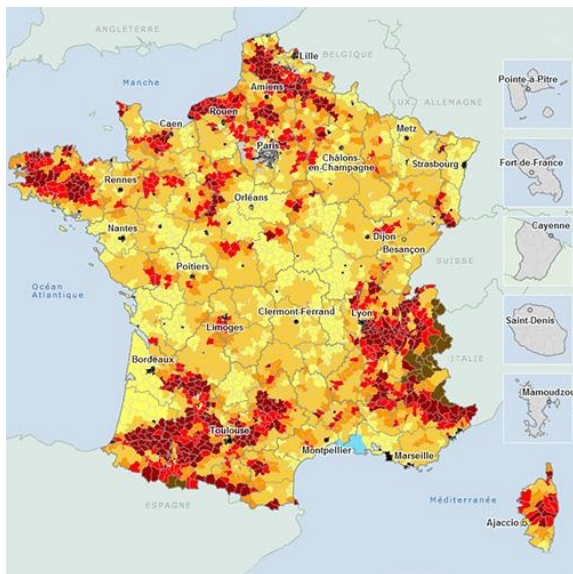 ANGLETERRE
BELGIQUE
Lille
Pointe-à-Pitre
Manche
Amiens
LUX.
ALLEMAGNE
Rouen
Caen
Metz
Paris
Châlons
en-Champagne
Strasbourg
Fort-de-France
Rennes
Orléans
Nantes
Dijon
Besançon
Cayenne
SUISSE
Poitiers
Océan
Atlantique
Saint-Denis
Limoges
Clermont-Ferrand
Lyon
ITALIE
Bordeaux
Mamoudzou
Toulouse
Montpellier
Marseille
ESPAGNE
Méditerranée
Ajaccio